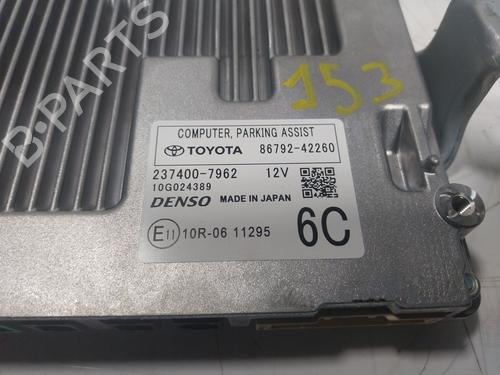 B-PARTS
153
COMPUTER, PARKING ASSIST
TOYOTA 86792-42260
237400-7962 12V
10G024389
DENSO MADE IN JAPAN
E11 10R-06 11295 6C